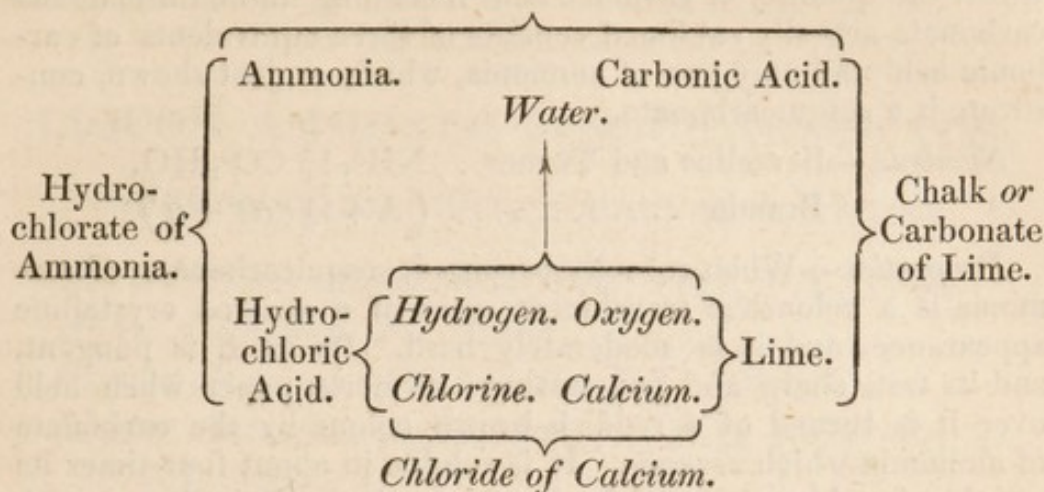 Ammonia. Carbonic Acid.
Water.
Hydro-
chlorate of
Ammonia.
Chalk or
Carbonate
of Lime.
Hydro-
chloric
Acid.
Hydrogen. Oxygen.
Chlorine. Calcium.
Lime.
Chloride of Calcium.